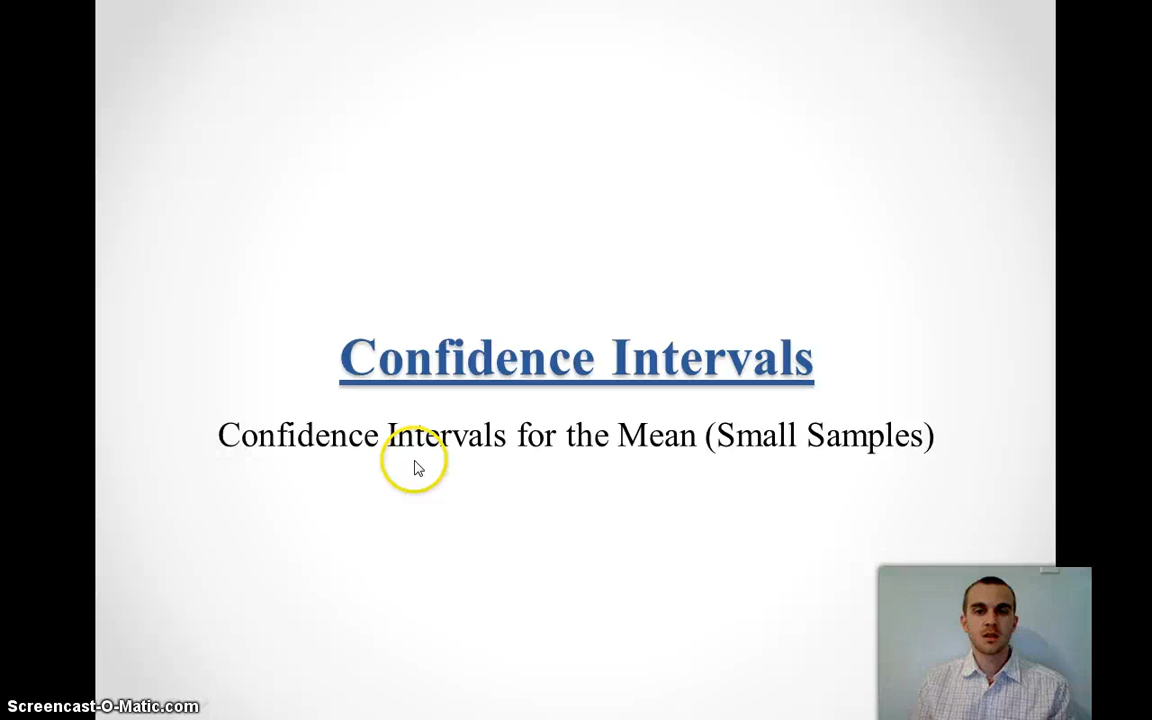 Confidence Intervals
Confidence Intervals for the Mean (Small Samples)
Screencast-O-Matic.com